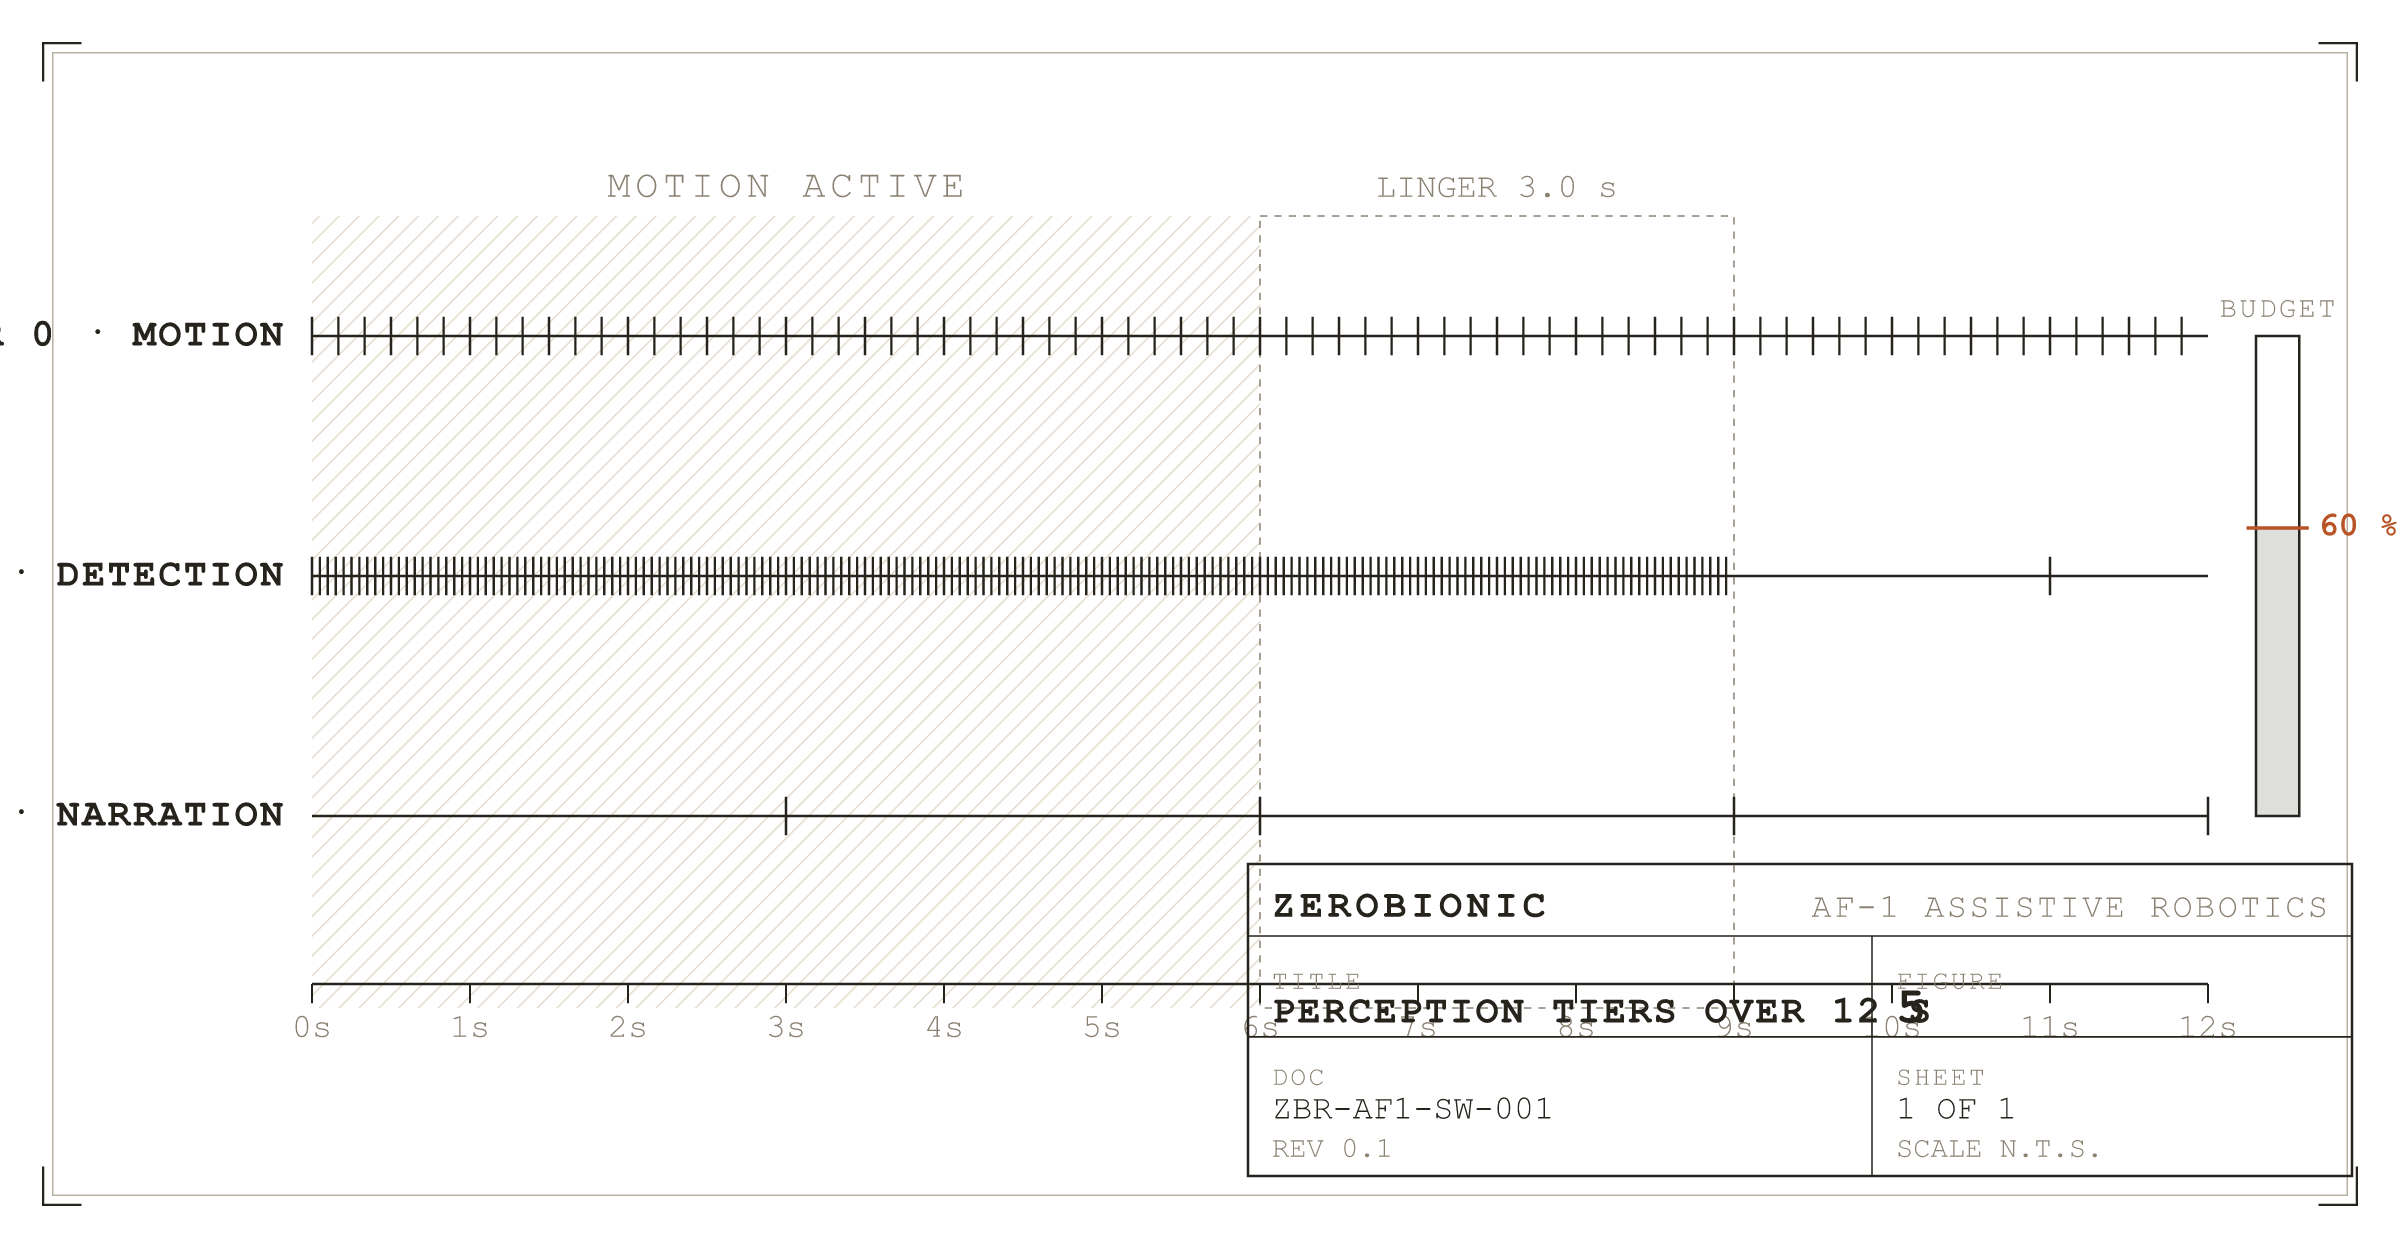 MOTION ACTIVE
LINGER 3.0 s
BUDGET
0 · MOTION
60 %
· DETECTION
· NARRATION
ZEROBIONIC
AF-1 ASSISTIVE ROBOTICS
TITLE
FIGURE
PERCEPTION TIERS OVER 12 s
5
0s 1s 2s 3s 4s 5s 6s 7s 8s 9s 10s 11s 12s
DOC
SHEET
ZBR-AF1-SW-001
1 OF 1
REV 0.1
SCALE N.T.S.